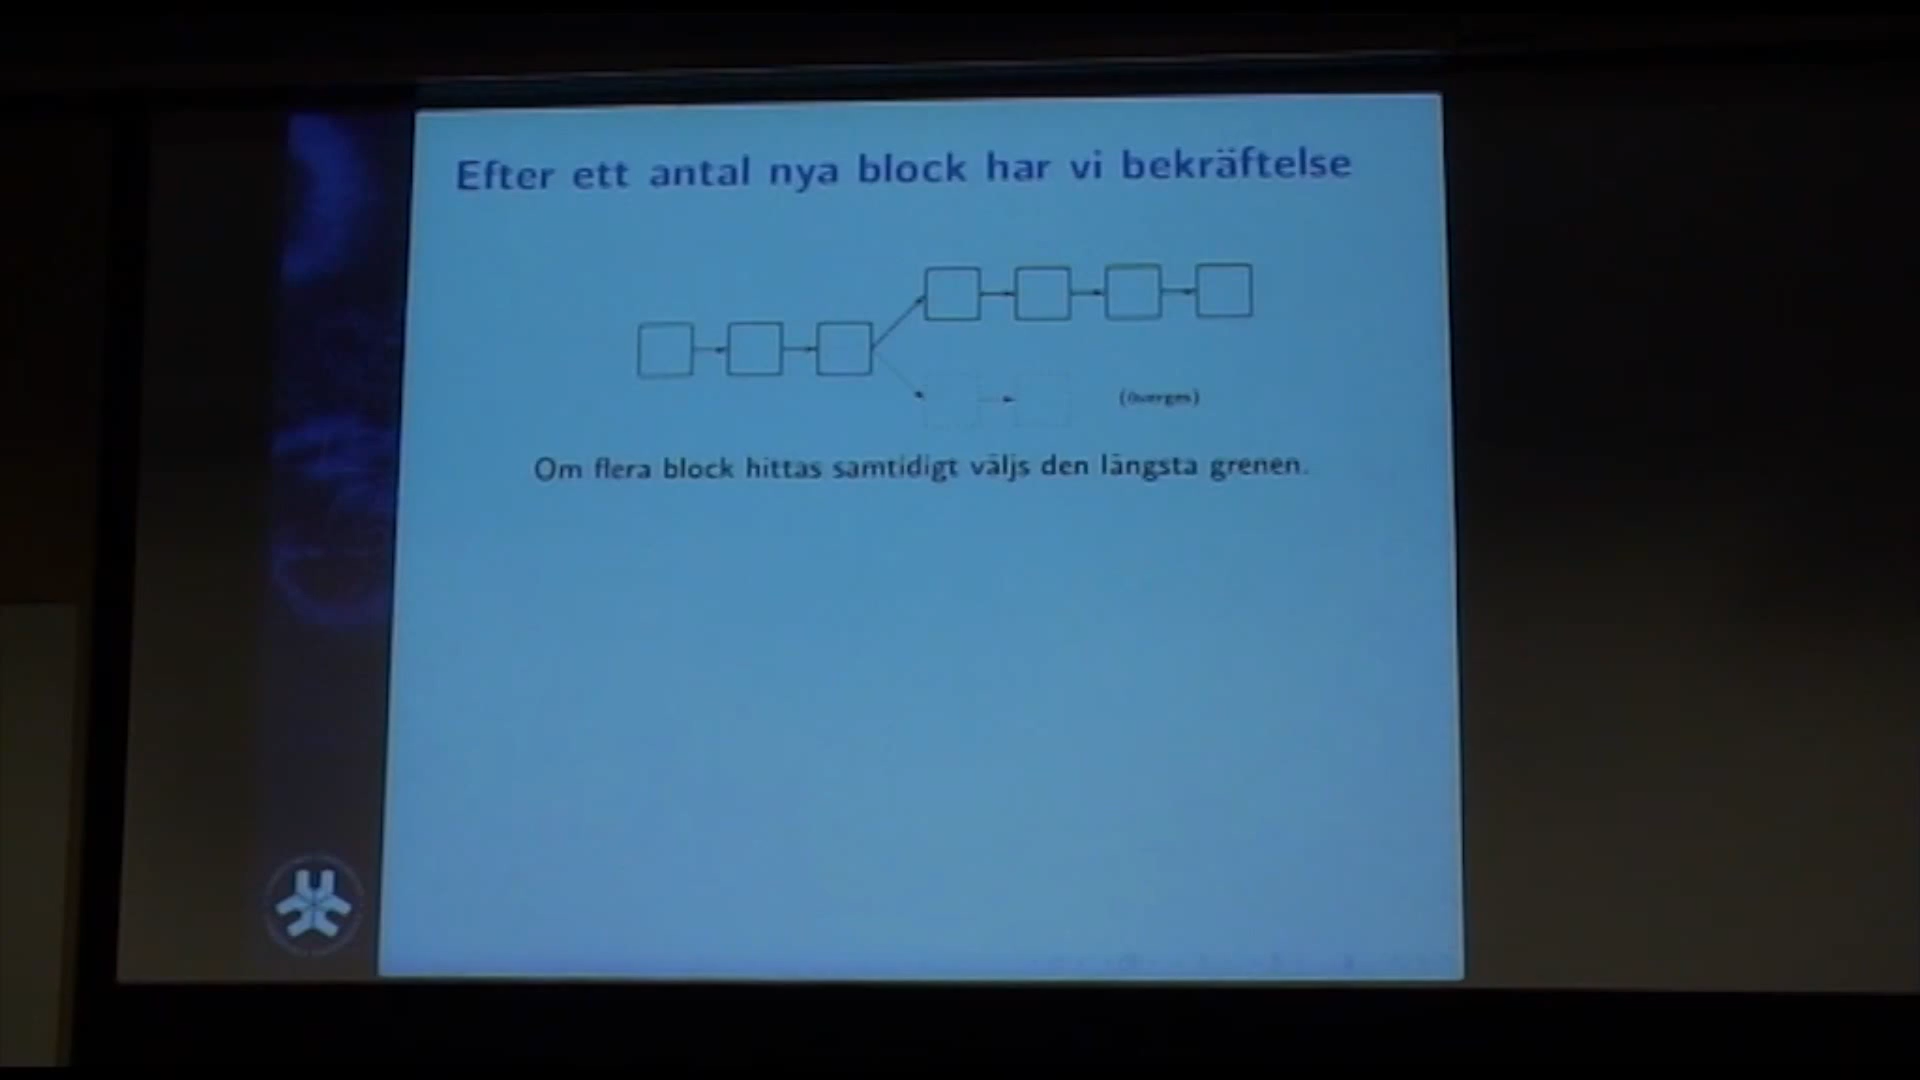 Efter ett antal nya block har vi bekräftelse
(överges)
Om flera block hittas samtidigt väljs den längsta grenen.